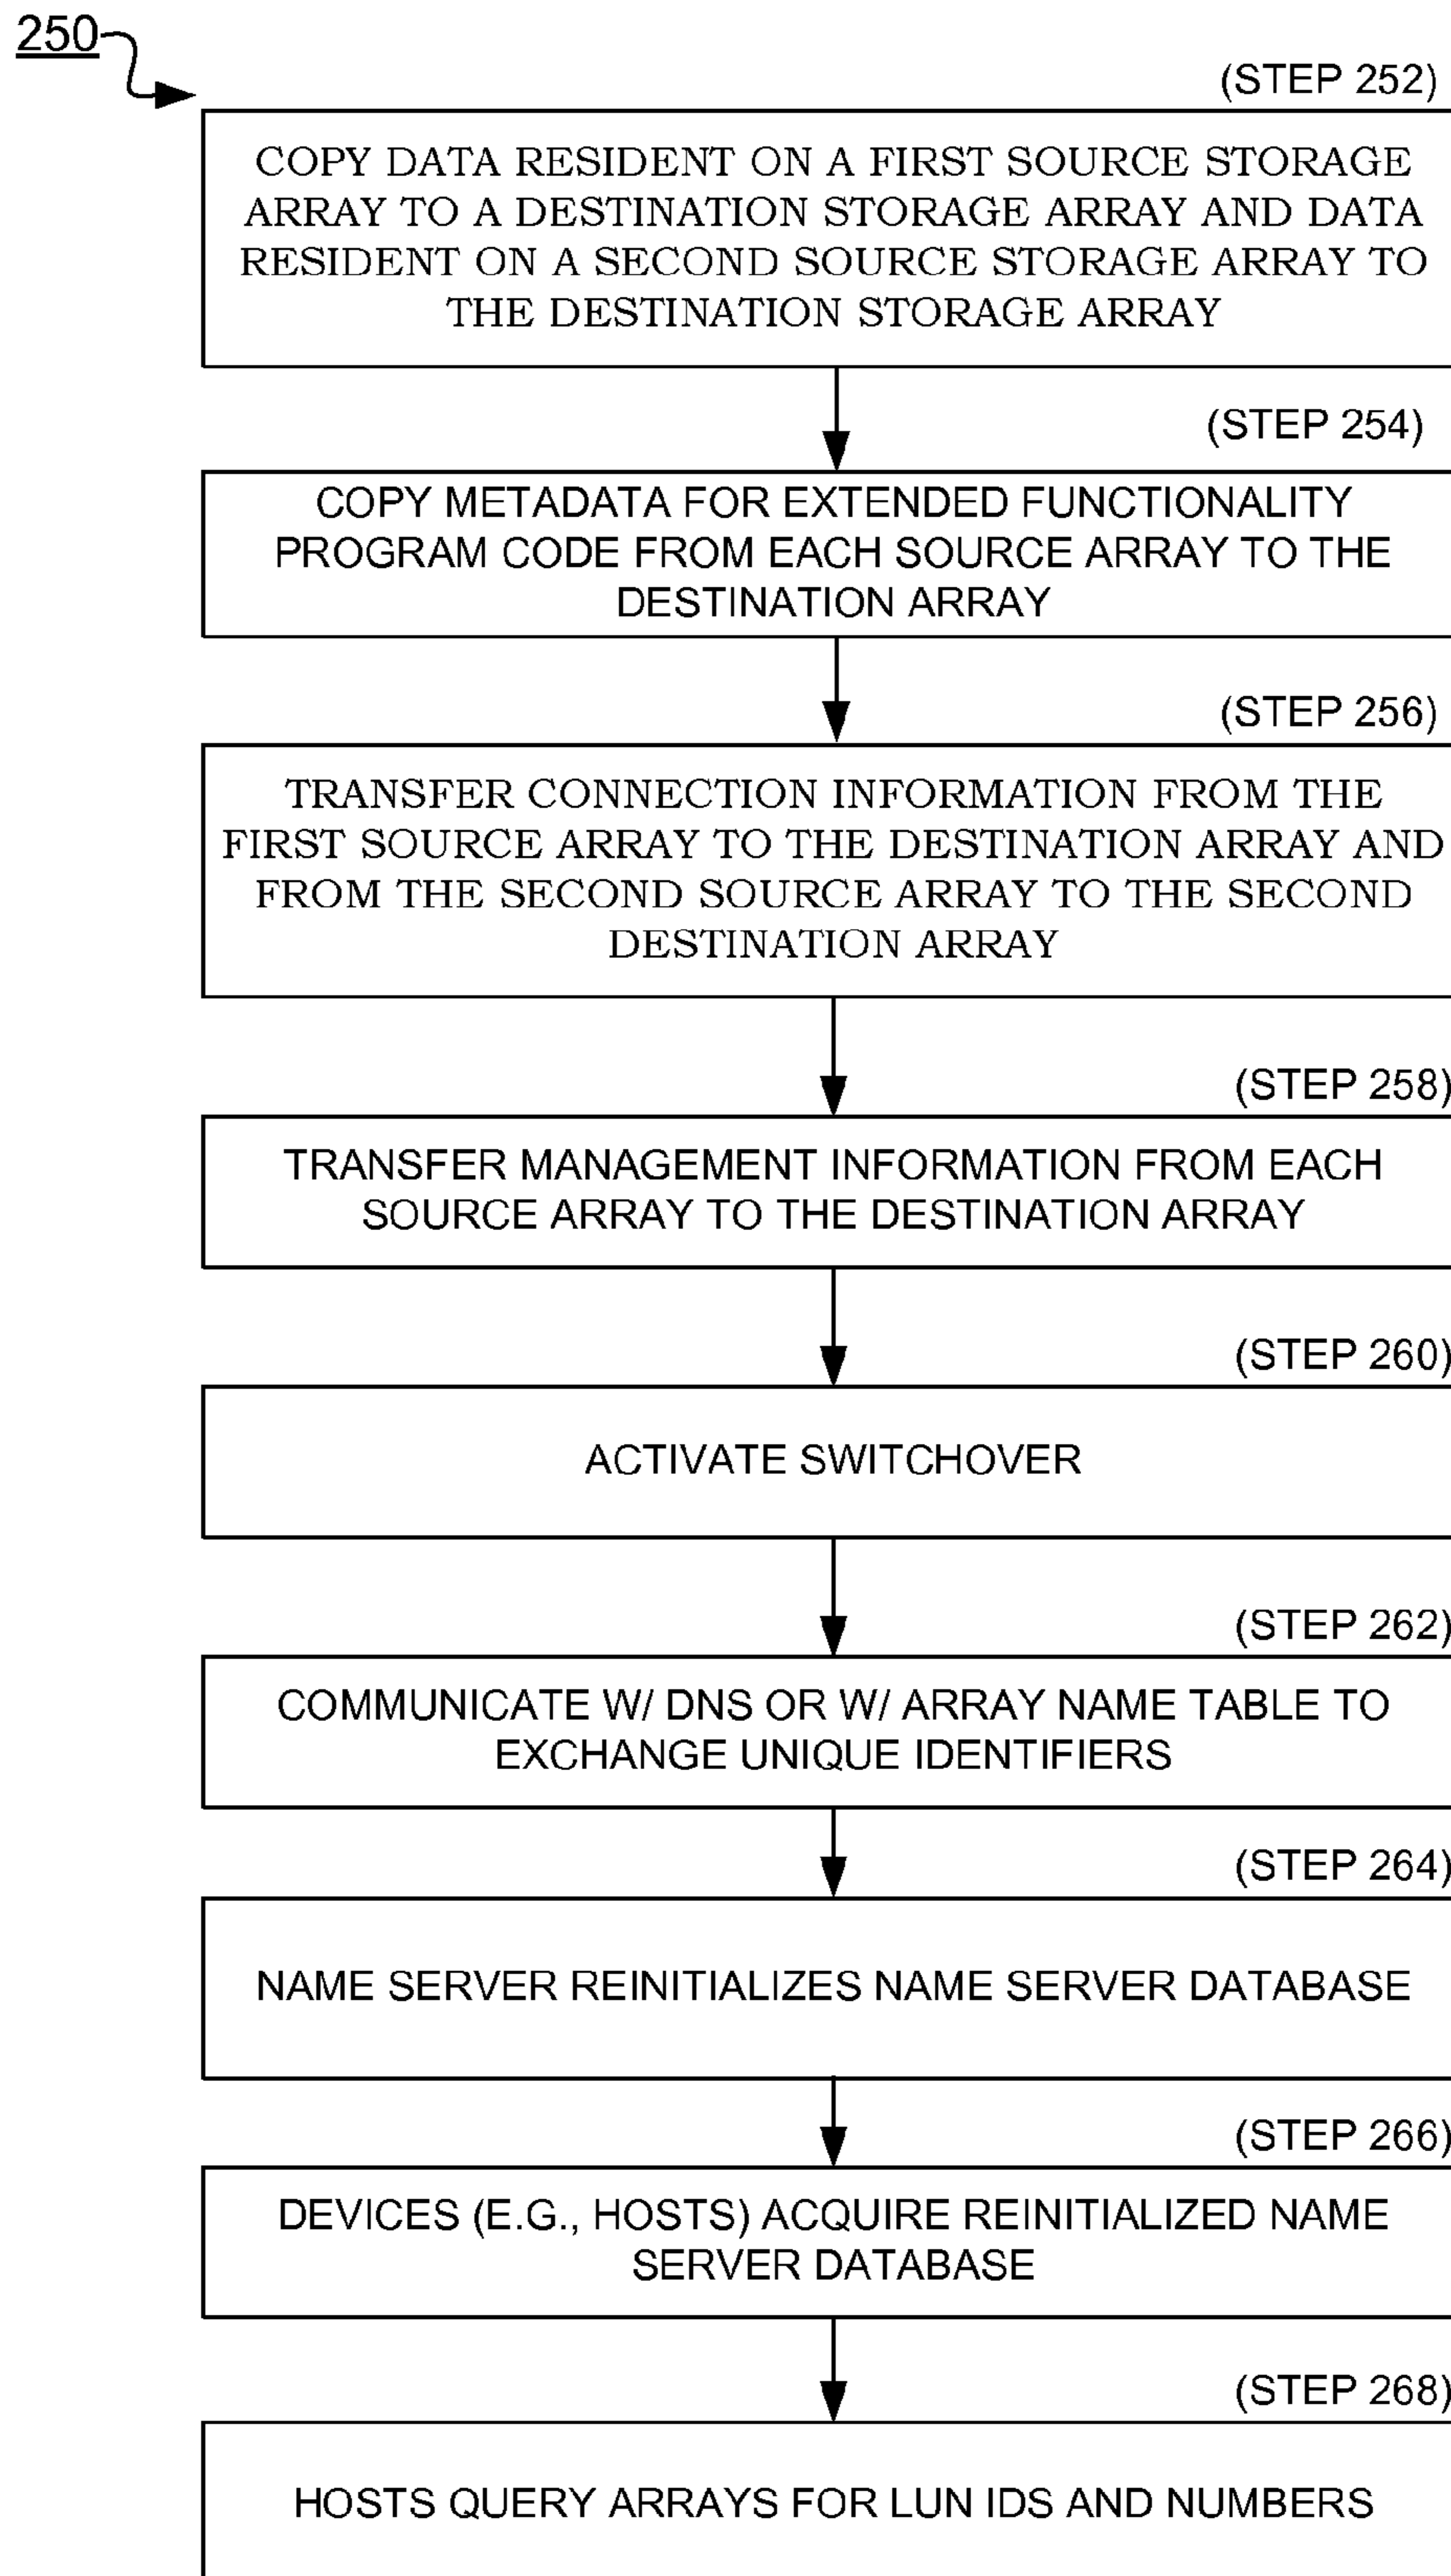 250
(STEP 252)
COPY DATA RESIDENT ON A FIRST SOURCE STORAGE
ARRAY TO A DESTINATION STORAGE ARRAY AND DATA
RESIDENT ON A SECOND SOURCE STORAGE ARRAY TO
THE DESTINATION STORAGE ARRAY
(STEP 254)
COPY METADATA FOR EXTENDED FUNCTIONALITY
PROGRAM CODE FROM EACH SOURCE ARRAY TO THE
DESTINATION ARRAY
(STEP 256)
TRANSFER CONNECTION INFORMATION FROM THE
FIRST SOURCE ARRAY TO THE DESTINATION ARRAY AND
FROM THE SECOND SOURCE ARRAY TO THE SECOND
DESTINATION ARRAY
(STEP 258)
TRANSFER MANAGEMENT INFORMATION FROM EACH
SOURCE ARRAY TO THE DESTINATION ARRAY
(STEP 260)
ACTIVATE SWITCHOVER
(STEP 262)
COMMUNICATE W/ DNS OR W/ ARRAY NAME TABLE TO
EXCHANGE UNIQUE IDENTIFIERS
(STEP 264)
NAME SERVER REINITIALIZES NAME SERVER DATABASE
(STEP 266)
DEVICES (E.G., HOSTS) ACQUIRE REINITIALIZED NAME
SERVER DATABASE
(STEP 268)
HOSTS QUERY ARRAYS FOR LUN IDS AND NUMBERS